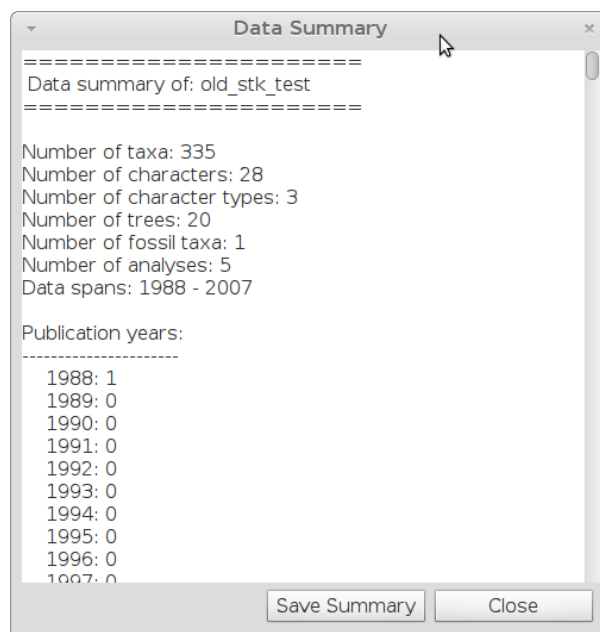 Data Summary
======================
Data summary of: old_stk_test
======================
Number of taxa: 335
Number of characters: 28
Number of character types: 3
Number of trees: 20
Number of fossil taxa: 1
Number of analyses: 5
Data spans: 1988 - 2007
Publication years:
----------------------
1988: 1
1989: 0
1990: 0
1991: 0
1992: 0
1993: 0
1994: 0
1995: 0
1996: 0
1997: 0
Save Summary Close